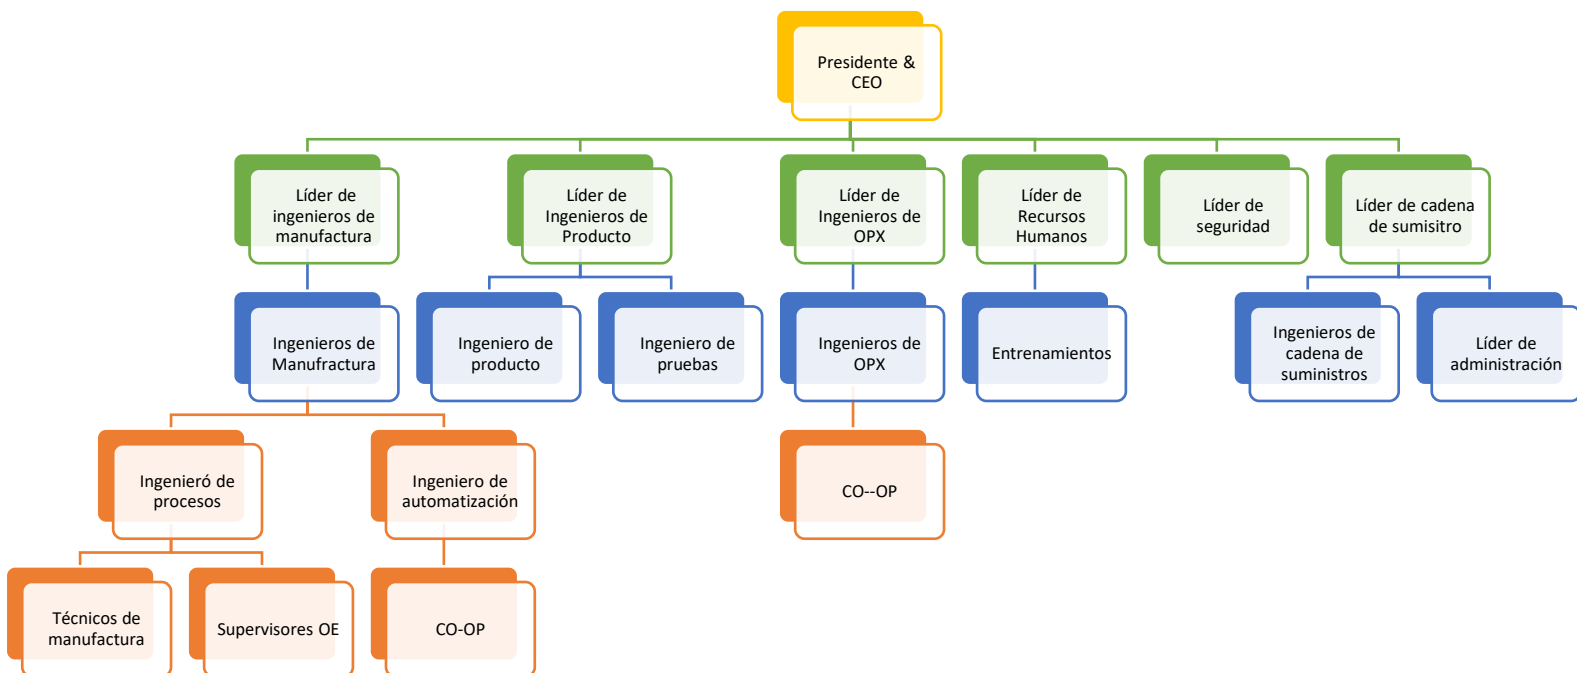 Presidente &
CEO
Líder de
ingenieros de
manufactura
Líder de
Ingenieros de
Producto
Líder de
Ingenieros de
OPX
Líder de
Recursos
Humanos
Líder de
seguridad
Líder de cadena
de sumisitro
Ingenieros de
Manufractura
Ingeniero de
producto
Ingeniero de
pruebas
Ingenieros de
OPX
Entrenamientos
Ingenieros de
cadena de
suministros
Líder de
administración
Ingenieró de
procesos
Ingeniero de
automatización
CO--OP
Técnicos de
manufactura
Supervisores OE
CO-OP